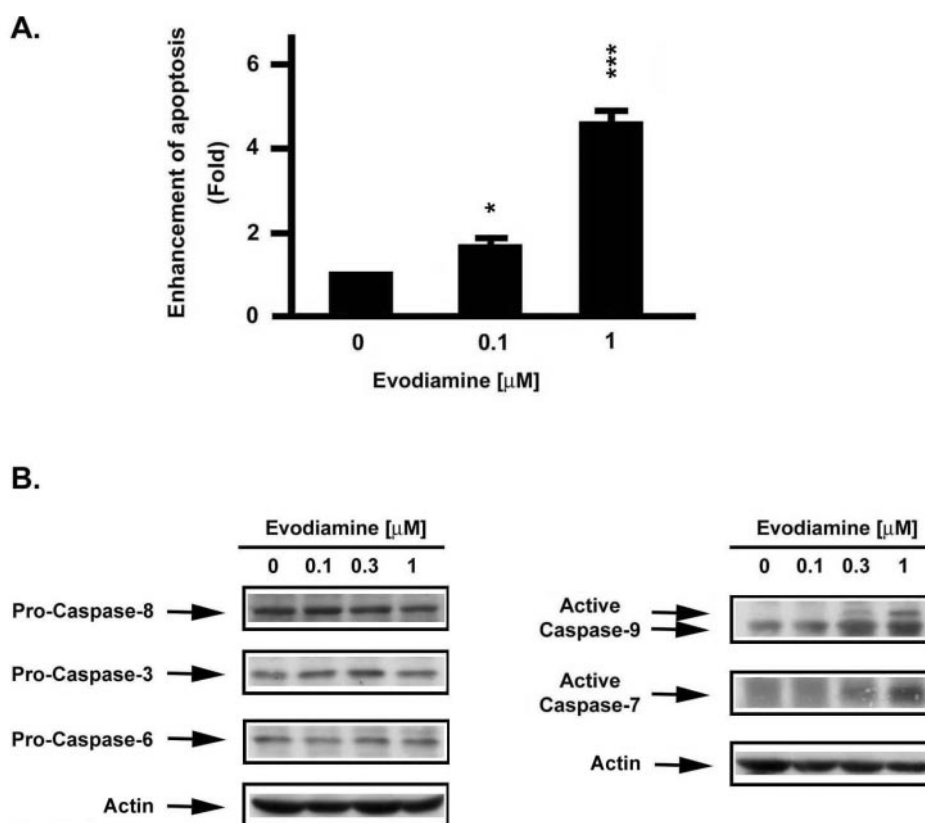 A.
Enhancement of apoptosis
(Fold)
6
4
2
0
*
***
0 0.1 1
Evodiamine [μM]
B.
Evodiamine [μM]
0 0.1 0.3 1
Pro-Caspase-8
Pro-Caspase-3
Pro-Caspase-6
Actin
Evodiamine [μM]
0 0.1 0.3 1
Active
Caspase-9
Active
Caspase-7
Actin